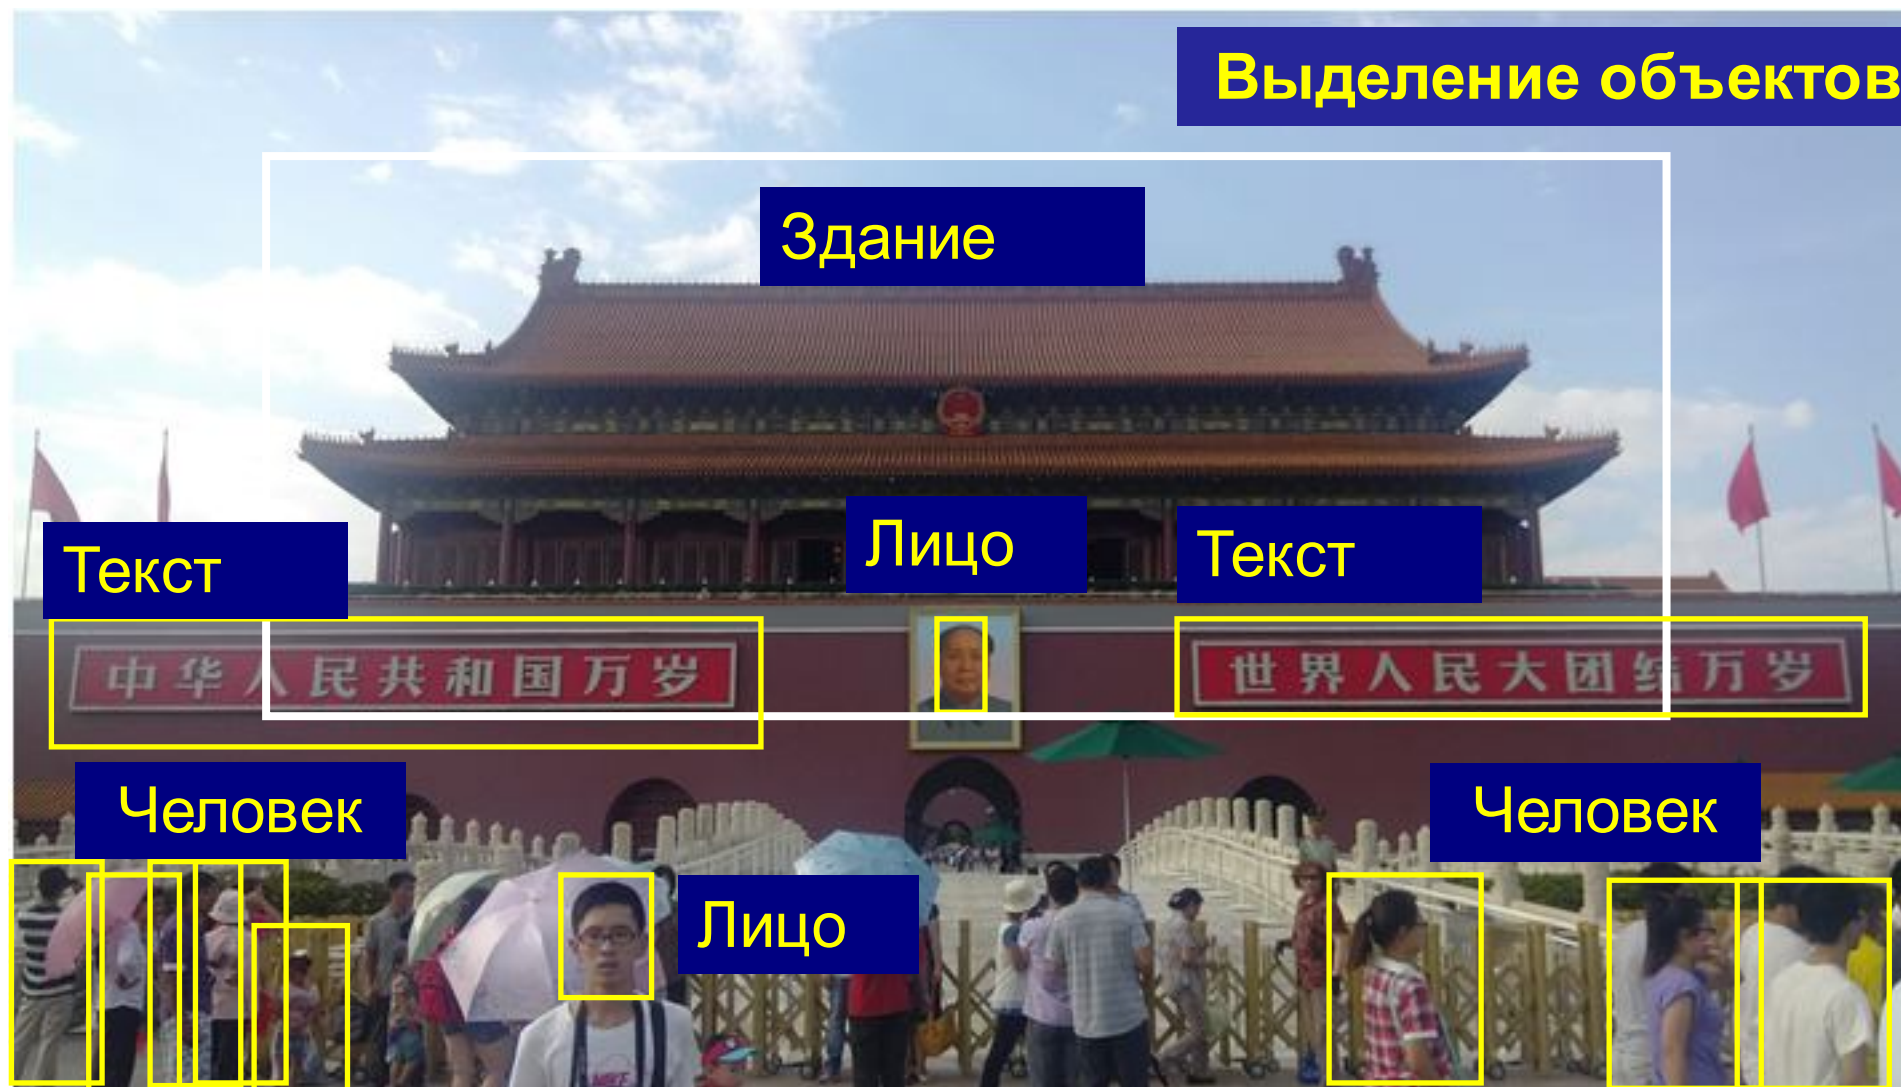 Выделение объектов
Здание
Текст
Лицо
Текст
中华人民共和国万岁
世界人民大团结万岁
Человек
Человек
Лицо